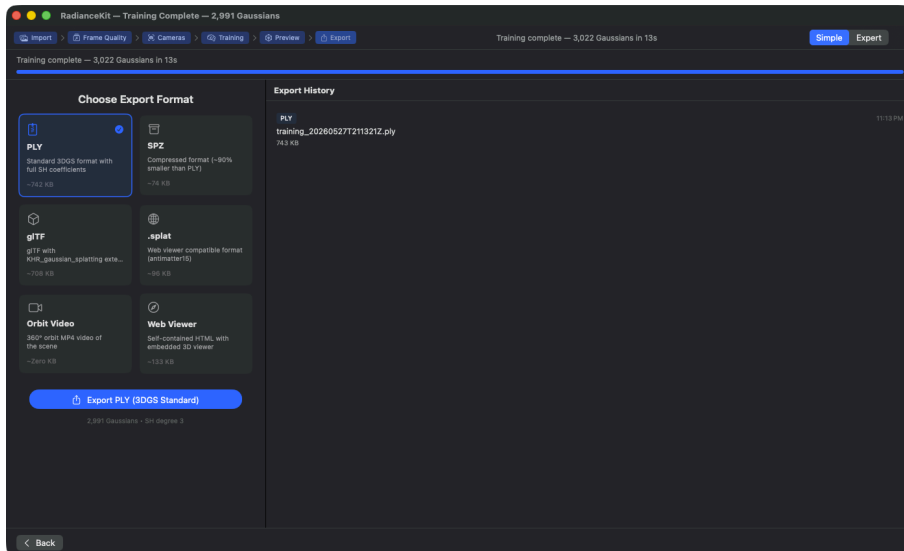 RadianceKit — Training Complete — 2,991 Gaussians
Import > Frame Quality > Cameras > Training > Preview > Export
Training complete — 3,022 Gaussians in 13s
Simple Expert
Training complete — 3,022 Gaussians in 13s
Choose Export Format
PLY
Standard 3DGS format with
full SH coefficients
~742 KB
SPZ
Compressed format (~90%
smaller than PLY)
~74 KB
glTF
glTF with
KHR_gaussian_splatting exte...
~708 KB
.splat
Web viewer compatible format
(antimatter15)
~96 KB
Orbit Video
360° orbit MP4 video of
the scene
~Zero KB
Web Viewer
Self-contained HTML with
embedded 3D viewer
~133 KB
Export PLY (3DGS Standard)
2,991 Gaussians · SH degree 3
Export History
PLY
11:13 PM
training_20260527T211321Z.ply
743 KB
Back